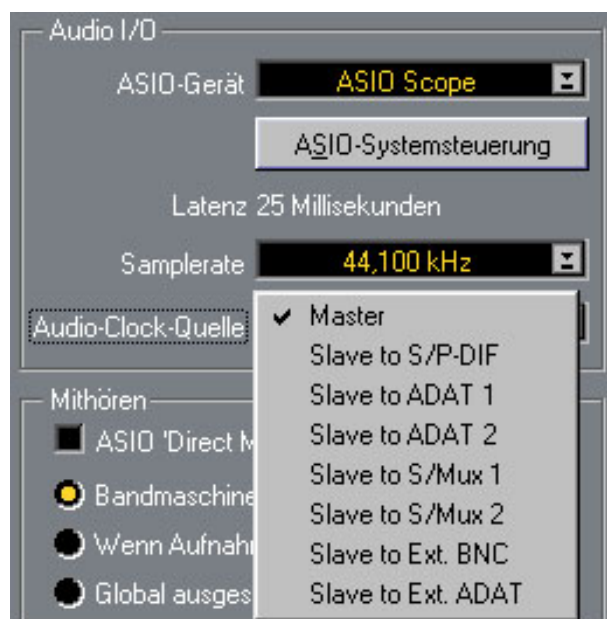 Audio I/O
ASIO-Gerät ASIO Scope
ASIO-Systemsteuerung
Latenz 25 Millisekunden
Samplerate 44,100 kHz
Audio-Clock-Quelle
Master
Slave to S/P-DIF
Slave to ADAT 1
Slave to ADAT 2
Slave to S/Mux 1
Slave to S/Mux 2
Slave to Ext. BNC
Slave to Ext. ADAT
Mithören
ASIO 'Direct
Bandmaschine
Wenn
Global